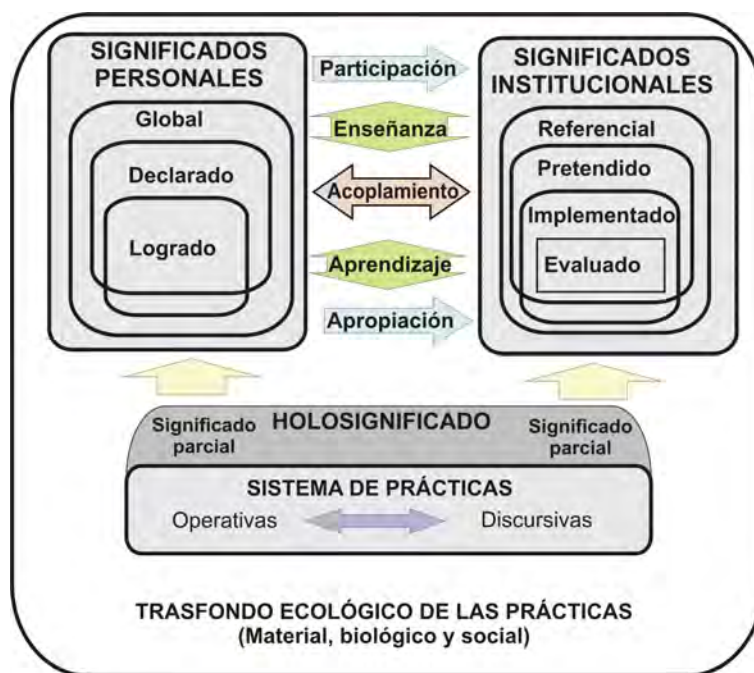 SIGNIFICADOS
PERSONALES
Global
Declarado
Logrado
Participación
Enseñanza
Acoplamiento
Aprendizaje
Apropiación
SIGNIFICADOS
INSTITUCIONALES
Referencial
Pretendido
Implementado
Evaluado
Significado
parcial
HOLOSIGNIFICADO
Significado
parcial
SISTEMA DE PRÁCTICAS
Operativas
Discursivas
TRASFONDO ECOLÓGICO DE LAS PRÁCTICAS
(Material, biológico y social)